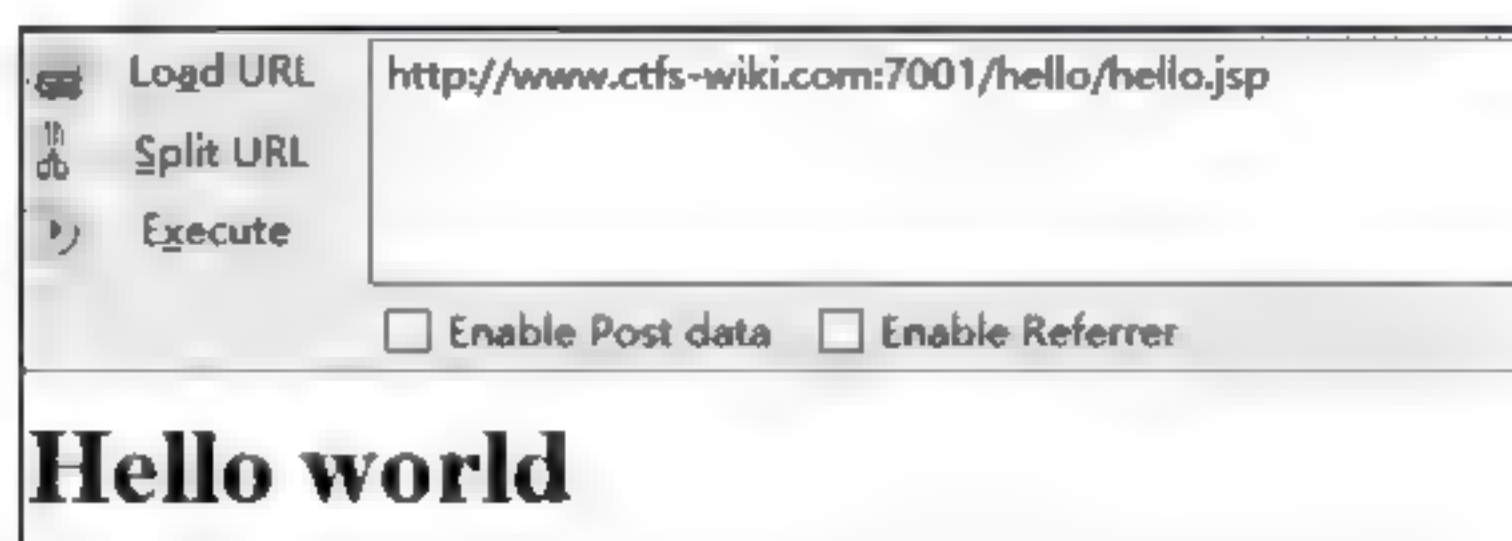 Load URL
http://www.ctfs-wiki.com:7001/hello/hello.jsp
Split URL
Execute
Enable Post data
Enable Referrer
Hello world